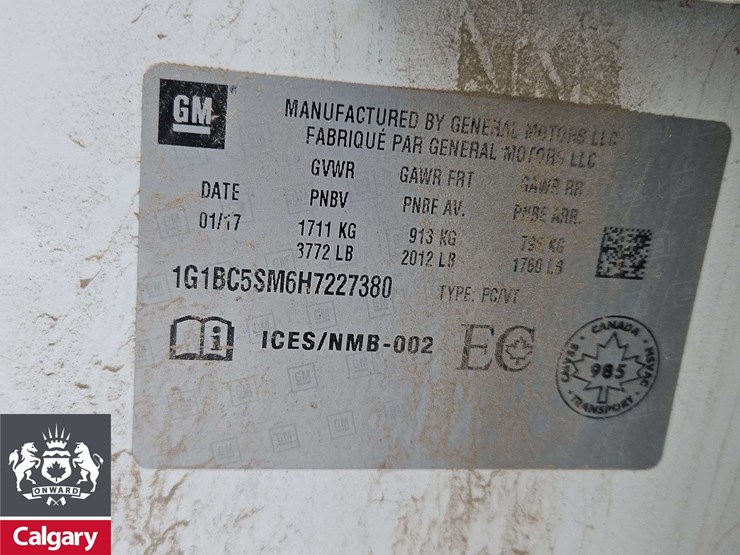 GM
MANUFACTURED BY GENERAL MOTORS LLC
FABRIQUÉ PAR GENERAL MOTORS LLC
DATE GVWR GAWR FRT GAWR RR
PNBV PNBE AV. PNBE ARR.
01/17 1711 KG 913 KG KG
3772 LB 2012 LB 1760 LB
1G1BC5SM6H7227380 TYPE: PC/VT
i ICES/NMB-002 EC
CANADA
CMVSS 985 MSVAC
TRANSPORT
ONWARD
Calgary